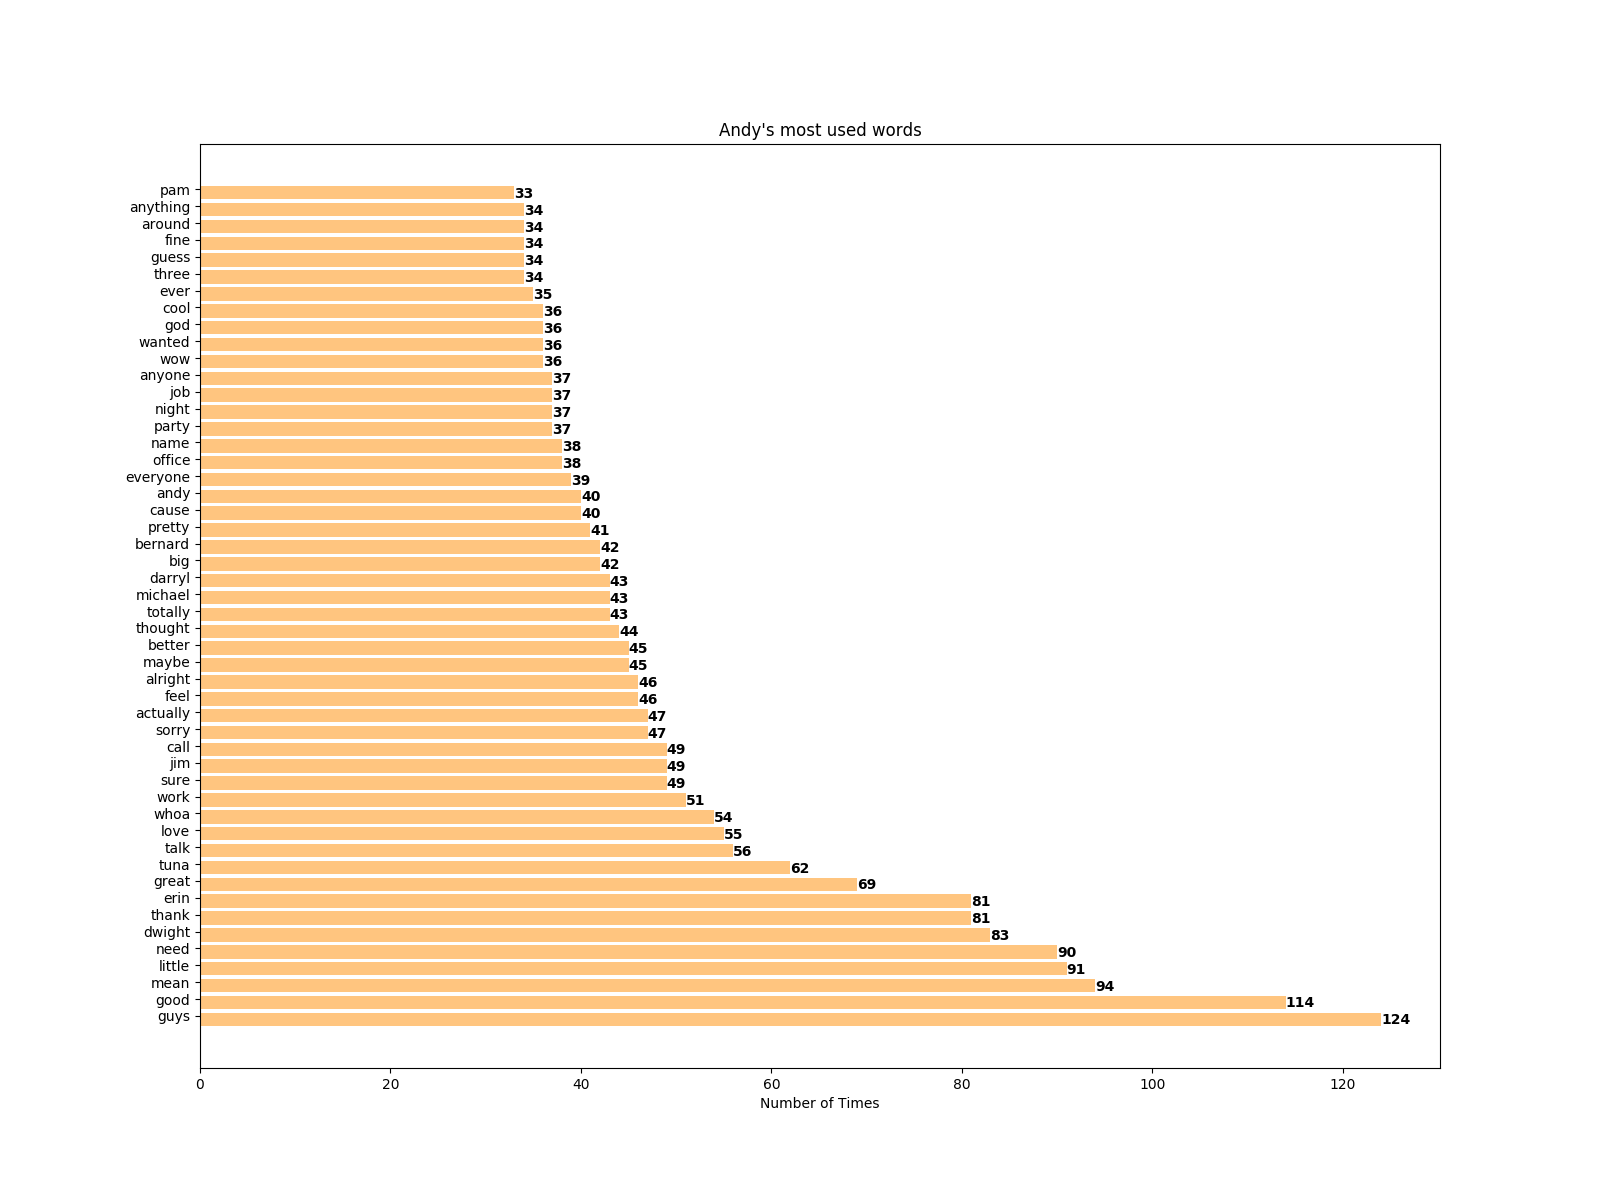 Andy's most used words
pam 33
anything 34
around 34
fine 34
guess 34
three 34
ever 35
cool 36
god 36
wanted 36
wow 36
anyone 37
job 37
night 37
party 37
name 38
office 38
everyone 39
andy 40
cause 40
pretty 41
bernard 42
big 42
darryl 43
michael 43
totally 43
thought 44
better 45
maybe 45
alright 46
feel 46
actually 47
sorry 47
call 49
jim 49
sure 49
work 51
whoa 54
love 55
talk 56
tuna 62
great 69
erin 81
thank 81
dwight 83
need 90
little 91
mean 94
good 114
guys 124
0 20 40 60 80 100 120
Number of Times